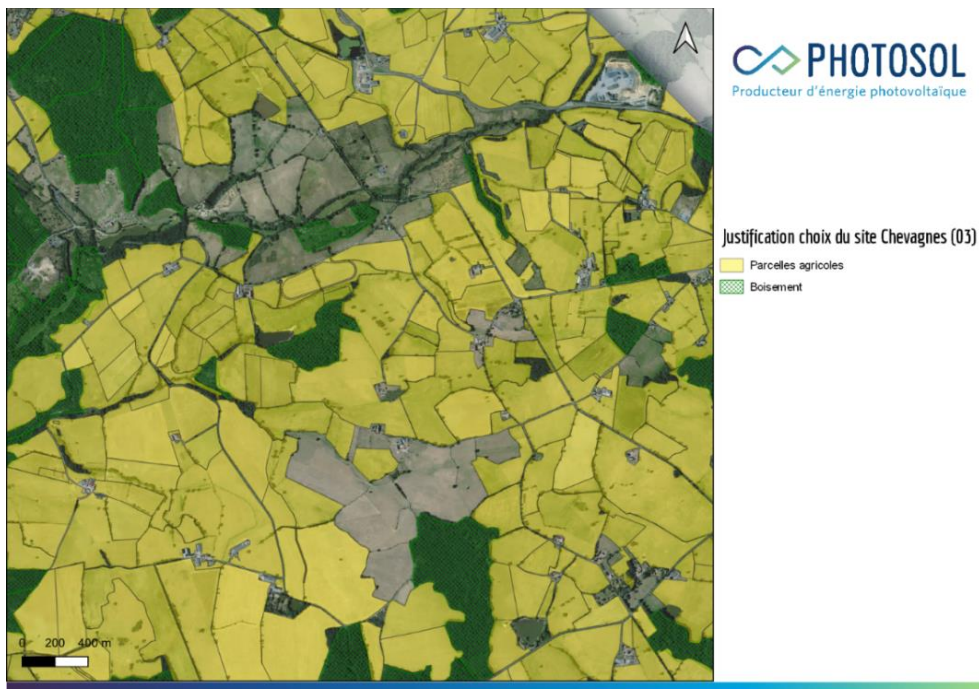 PHOTOSOL
Producteur d'énergie photovoltaïque
Justification choix du site Chevagnes (03)
Parcelles agricoles
Boisement
0 200 400 m